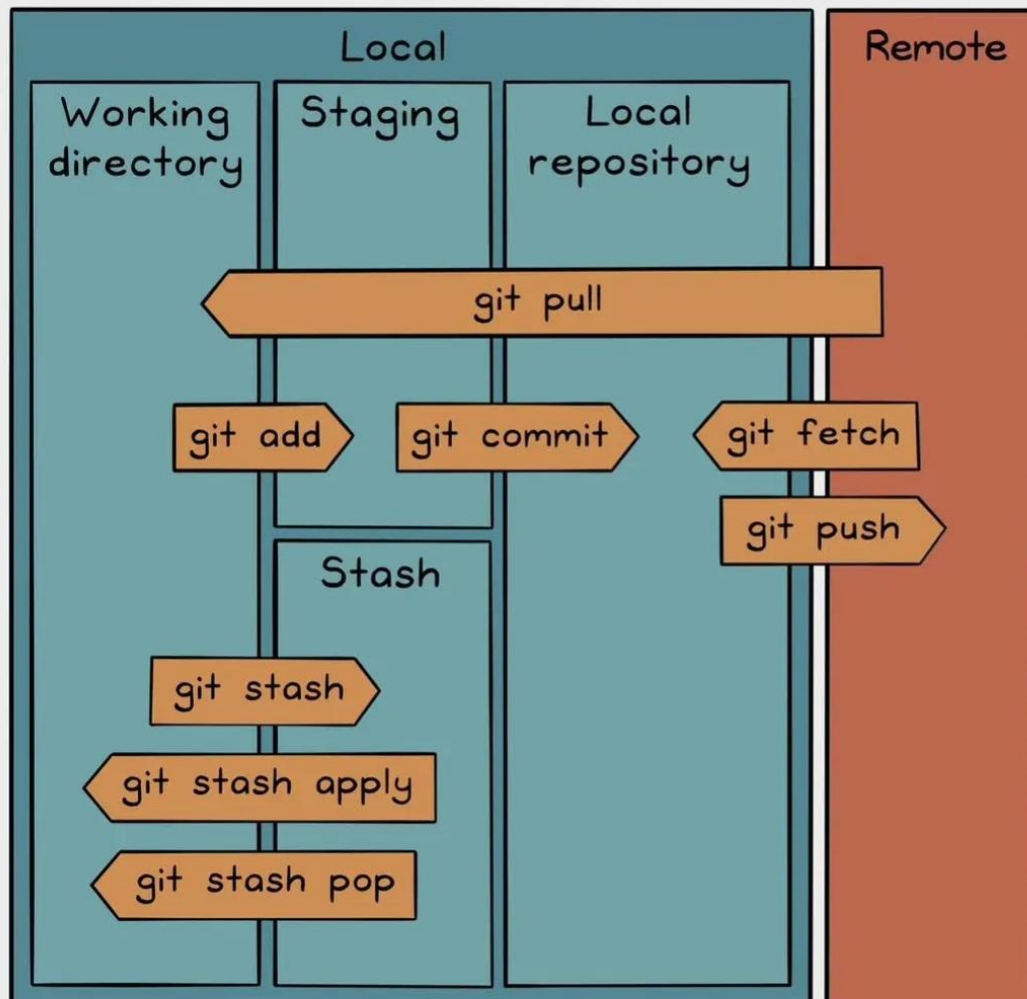 Local
Remote
Working
directory
Staging
Local
repository
git pull
git add
git commit
git fetch
git push
Stash
git stash
git stash apply
git stash pop